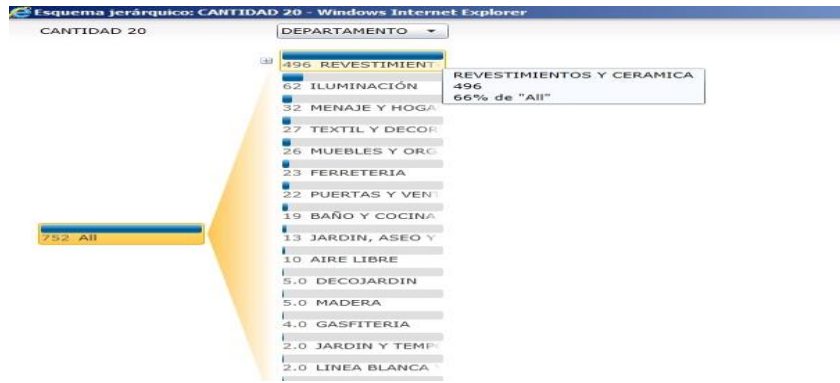 Esquema jerárquico: CANTIDAD 20 - Windows Internet Explorer
CANTIDAD 20
DEPARTAMENTO
496 REVESTIMIENT
REVESTIMIENTOS Y CERAMICA
496
66% de "All"
62 ILUMINACIÓN
32 MENAJE Y HOGA
27 TEXTIL Y DECOR
26 MUEBLES Y ORG
23 FERRETERIA
22 PUERTAS Y VENT
19 BAÑO Y COCINA
752 All
13 JARDIN, ASEO Y
10 AIRE LIBRE
5.0 DECOJARDIN
5.0 MADERA
4.0 GASFITERIA
2.0 JARDIN Y TEMP
2.0 LINEA BLANCA